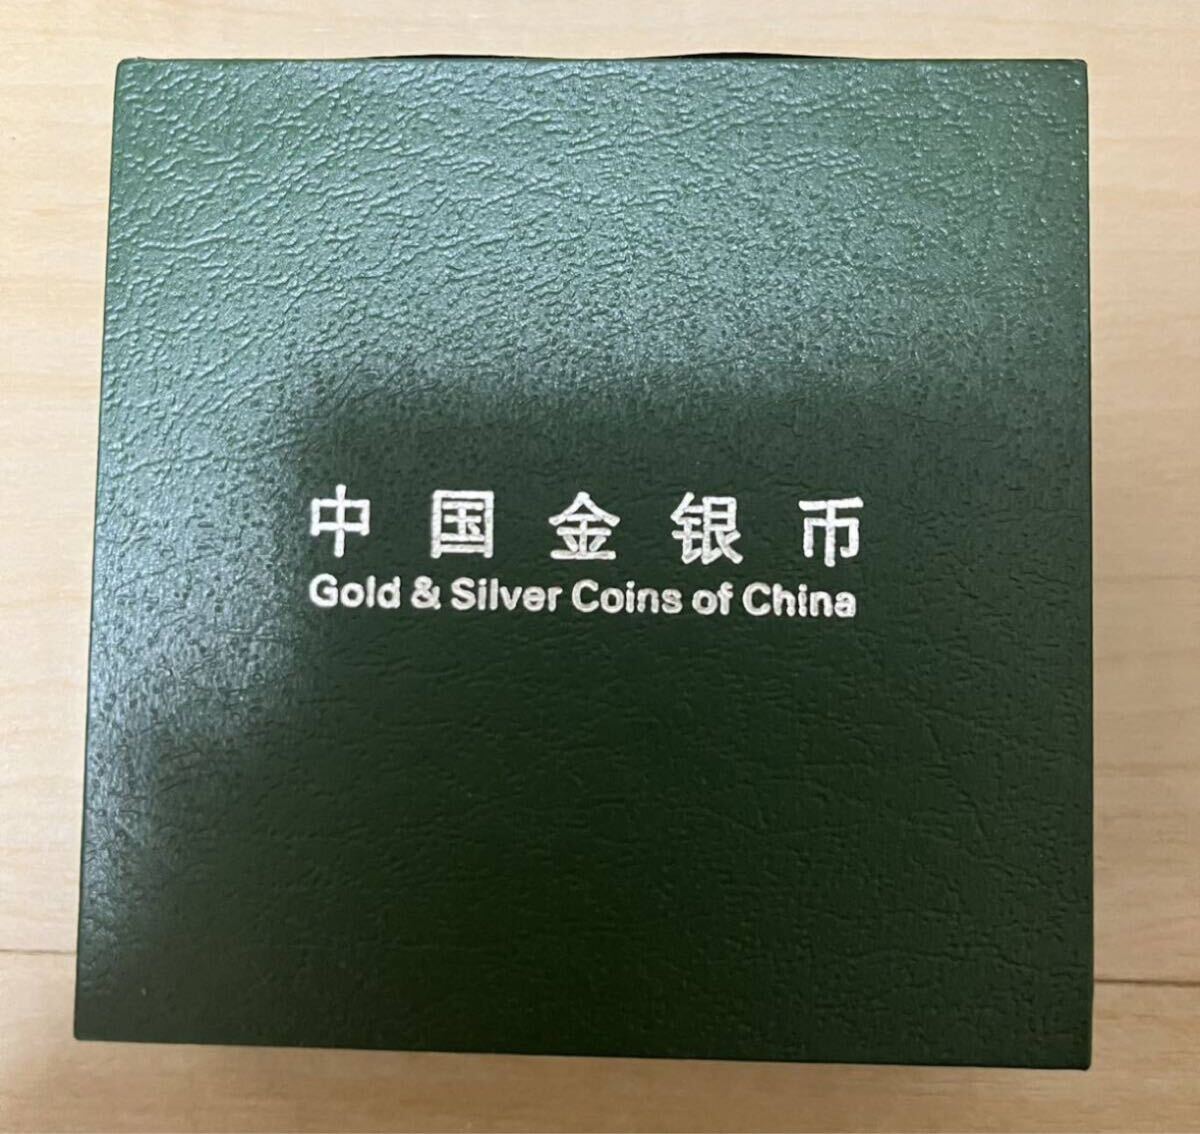 中国金银币
Gold & Silver Coins of China